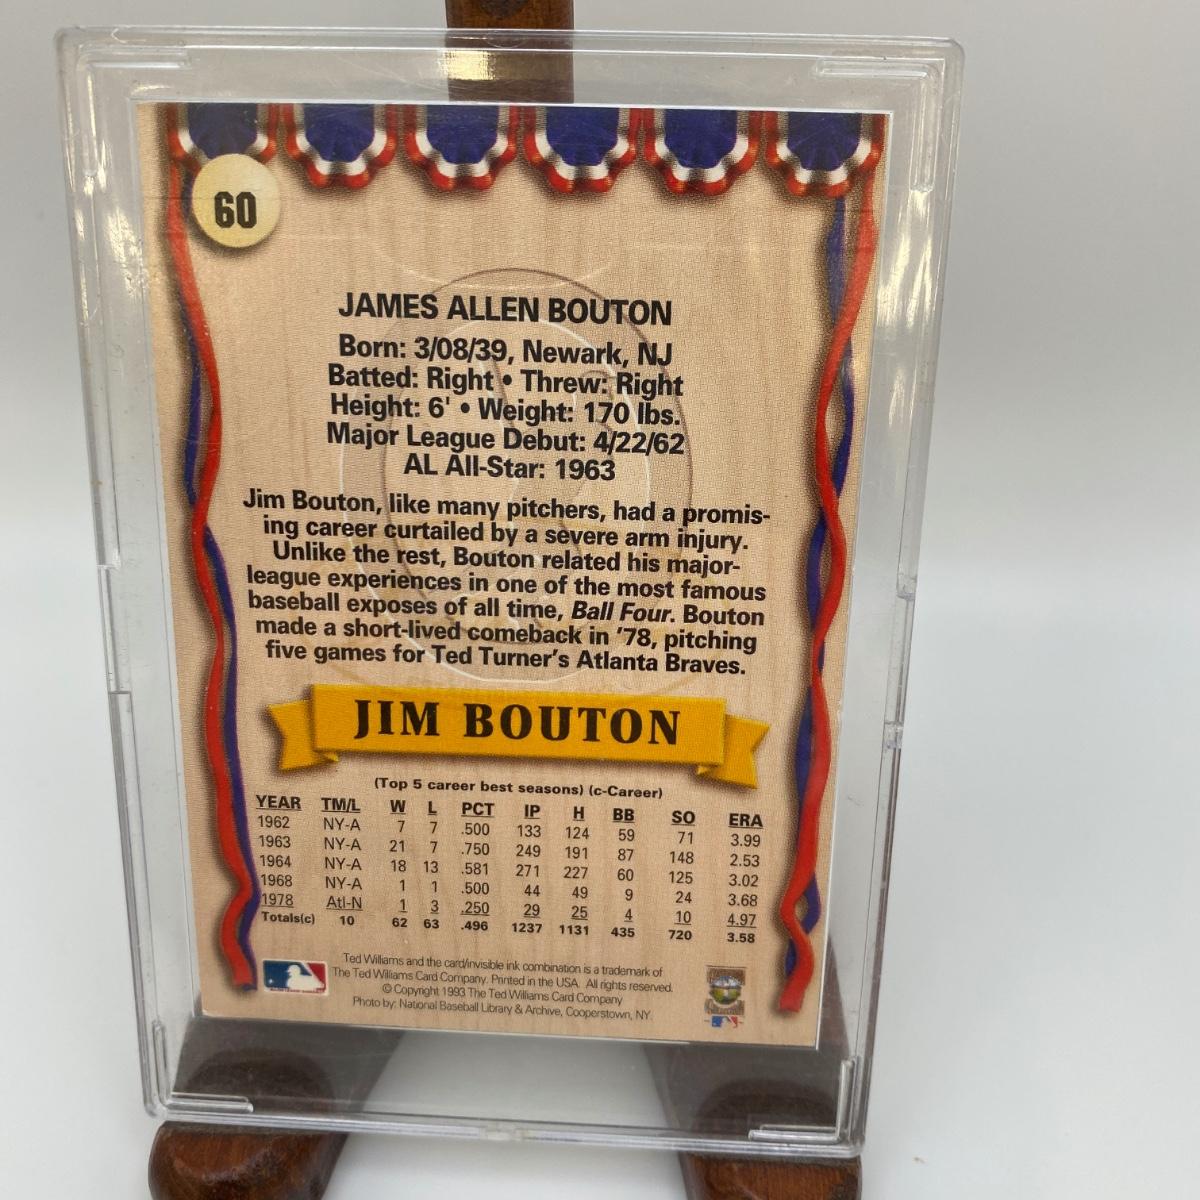 60
JAMES ALLEN BOUTON
Born: 3/08/39, Newark, NJ
Batted: Right • Threw: Right
Height: 6' • Weight: 170 lbs.
Major League Debut: 4/22/62
AL All-Star: 1963
Jim Bouton, like many pitchers, had a promis-
ing career curtailed by a severe arm injury.
Unlike the rest, Bouton related his major-
league experiences in one of the most famous
baseball exposes of all time, Ball Four. Bouton
made a short-lived comeback in '78, pitching
five games for Ted Turner's Atlanta Braves.
JIM BOUTON
(Top 5 career best seasons) (c-Career)
YEAR TM/L W L PCT IP H BB SO ERA
1962 NY-A 7 7 .500 133 124 59 71 3.99
1963 NY-A 21 7 .750 249 191 87 148 2.53
1964 NY-A 18 13 .581 271 227 60 125 3.02
1968 NY-A 1 1 .500 44 49 9 24 3.68
1978 Atl-N 1 3 .250 29 25 4 10 4.97
Totals(c) 10 62 63 .496 1237 1131 435 720 3.58
Ted Williams and the card/invisible ink combination is a trademark of
The Ted Williams Card Company. Printed in the USA. All rights reserved.
© Copyright 1993 The Ted Williams Card Company
Photo by: National Baseball Library & Archive, Cooperstown, NY.